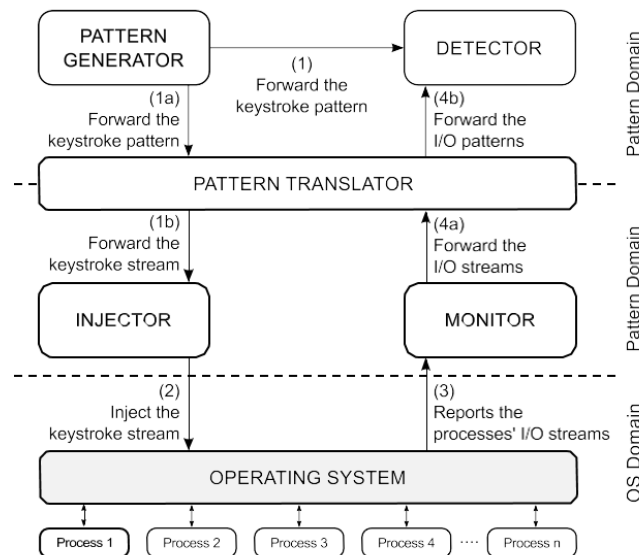 PATTERN
GENERATOR
DETECTOR
(1)
Forward the
keystroke pattern
(1a)
Forward the
keystroke pattern
(4b)
Forward the
I/O patterns
Pattern Domain
PATTERN TRANSLATOR
(1b)
Forward the
keystroke stream
(4a)
Forward the
I/O streams
Pattern Domain
INJECTOR
MONITOR
(2)
Inject the
keystroke stream
(3)
Reports the
processes' I/O streams
OS Domain
OPERATING SYSTEM
Process 1
Process 2
Process 3
Process 4
....
Process n